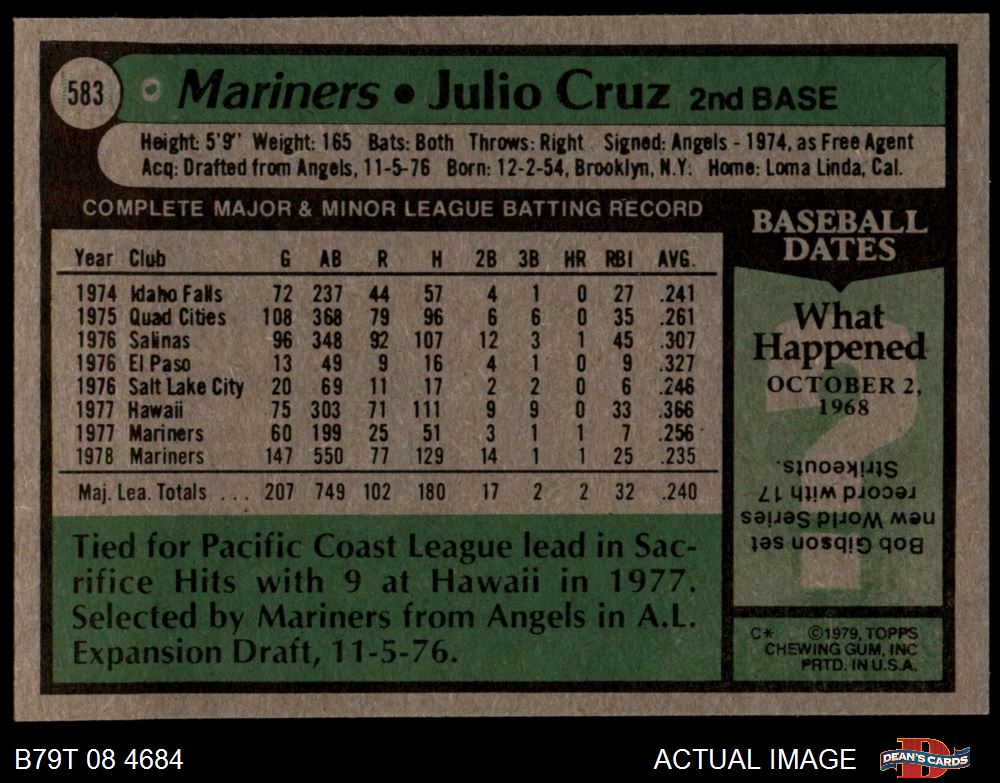 583
Mariners • Julio Cruz 2nd BASE
Height: 5'9" Weight: 165 Bats: Both Throws: Right Signed: Angels - 1974, as Free Agent
Acq: Drafted from Angels, 11-5-76 Born: 12-2-54, Brooklyn, N.Y. Home: Loma Linda, Cal.
COMPLETE MAJOR & MINOR LEAGUE BATTING RECORD
Year Club G AB R H 2B 3B HR RBI AVG.
1974 Idaho Falls 72 237 44 57 4 1 0 27 .241
1975 Quad Cities 108 368 79 96 6 6 0 35 .261
1976 Salinas 96 348 92 107 12 3 1 45 .307
1976 El Paso 13 49 9 16 4 1 0 9 .327
1976 Salt Lake City 20 69 11 17 2 2 0 6 .246
1977 Hawaii 75 303 71 111 9 9 0 33 .366
1977 Mariners 60 199 25 51 3 1 1 7 .256
1978 Mariners 147 550 77 129 14 1 1 25 .235
Maj. Lea. Totals ... 207 749 102 180 17 2 2 32 .240
Tied for Pacific Coast League lead in Sac-
rifice Hits with 9 at Hawaii in 1977.
Selected by Mariners from Angels in A.L.
Expansion Draft, 11-5-76.
BASEBALL
DATES
What
Happened
OCTOBER 2,
1968
?
Bob Gibson set
new World Series
record with 17
Strikeouts.
C* ©1979, TOPPS
CHEWING GUM, INC
PRTD. IN U.S.A.
B79T 08 4684
ACTUAL IMAGE
D
DEAN'S CARDS